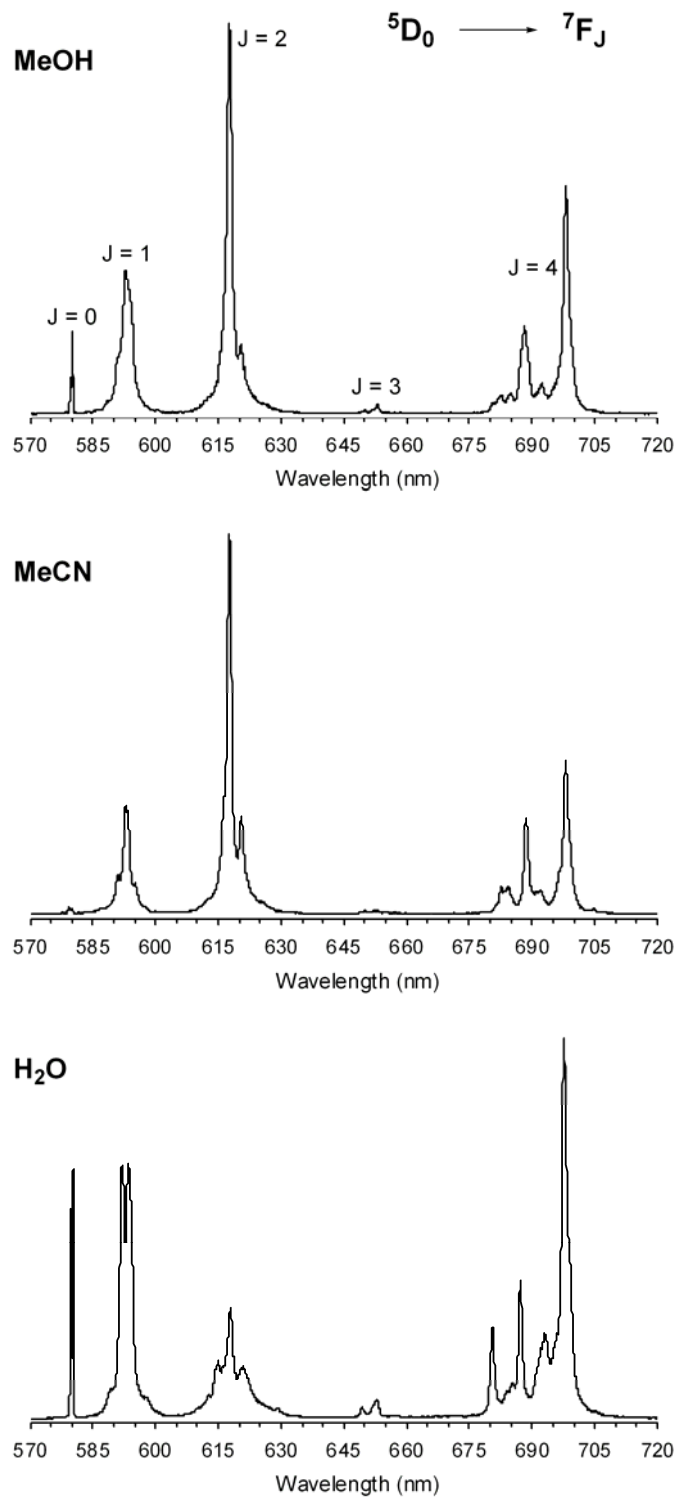 ⁵D₀ ⟶ ⁷F_J
MeOH
J = 2
J = 1
J = 0
J = 4
J = 3
570 585 600 615 630 645 660 675 690 705 720
Wavelength (nm)
MeCN
570 585 600 615 630 645 660 675 690 705 720
Wavelength (nm)
H₂O
570 585 600 615 630 645 660 675 690 705 720
Wavelength (nm)